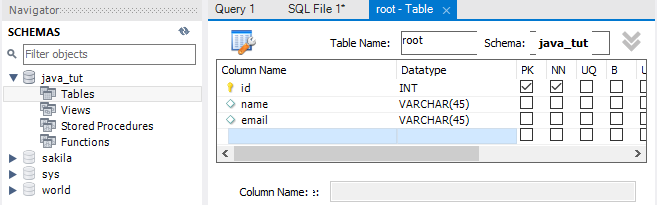 Navigator
SCHEMAS
Filter objects
java_tut
Tables
Views
Stored Procedures
Functions
sakila
sys
world
Query 1
SQL File 1*
root - Table ×
Table Name: root Schema: java_tut
Column Name Datatype PK NN UQ B U
id INT
name VARCHAR(45)
email VARCHAR(45)
Column Name: :